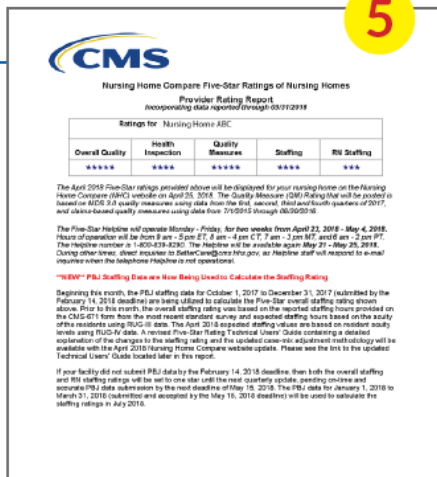 5
CMS
Nursing Home Compare Five-Star Ratings of Nursing Homes
Provider Rating Report
Incorporating data reported through 03/31/2018
Ratings for Nursing Home ABC
Overall Quality Health Inspection Quality Measures Staffing RN Staffing
***** **** ***** **** ***
The April 2018 Five-Star ratings provided above will be displayed for your nursing home on the Nursing
Home Compare (NHC) website on April 25, 2018. The Quality Measure (QM) Rating that will be posted is
based on MDS 3.0 quality measures using data from the first, second, third and fourth quarters of 2017,
and claims-based quality measures using data from 7/1/2015 through 06/30/2016.
The Five-Star Helpline will operate Monday - Friday, for two weeks from April 23, 2018 - May 4, 2018.
Hours of operation will be from 9 am - 5 pm ET, 8 am - 4 pm CT, 7 am - 3 pm MT, and 6 am - 2 pm PT.
The Helpline number is 1-800-839-9290. The Helpline will be available again May 21 - May 25, 2018.
During other times, direct inquiries to BetterCare@cms.hhs.gov, as Helpline staff will respond to e-mail
inquiries when the telephone Helpline is not operational.
**NEW** PBJ Staffing Data are Now Being Used to Calculate the Staffing Rating
Beginning this month, the PBJ staffing data for October 1, 2017 to December 31, 2017 (submitted by the
February 14, 2018 deadline) are being utilized to calculate the Five-Star overall staffing rating shown
above. Prior to this month, the overall staffing rating was based on the reported staffing hours provided on
the CMS-671 form from the most recent standard survey and expected staffing hours based on the acuity
of the residents using RUG-III data. The April 2018 expected staffing values are based on resident acuity
levels using RUG-IV data. A revised Five-Star Rating Technical Users' Guide containing a detailed
explanation of the changes to the staffing rating and the updated case-mix adjustment methodology will be
available with the April 2018 Nursing Home Compare website update. Please see the link to the updated
Technical Users' Guide located later in this report.
If your facility did not submit PBJ data by the February 14, 2018 deadline, then both the overall staffing
and RN staffing ratings will be set to one star until the next quarterly update, pending on-time and
accurate PBJ data submission by the next deadline of May 15, 2018. The PBJ data for January 1, 2018 to
March 31, 2018 (submitted and accepted by the May 15, 2018 deadline) will be used to calculate the
staffing ratings in July 2018.